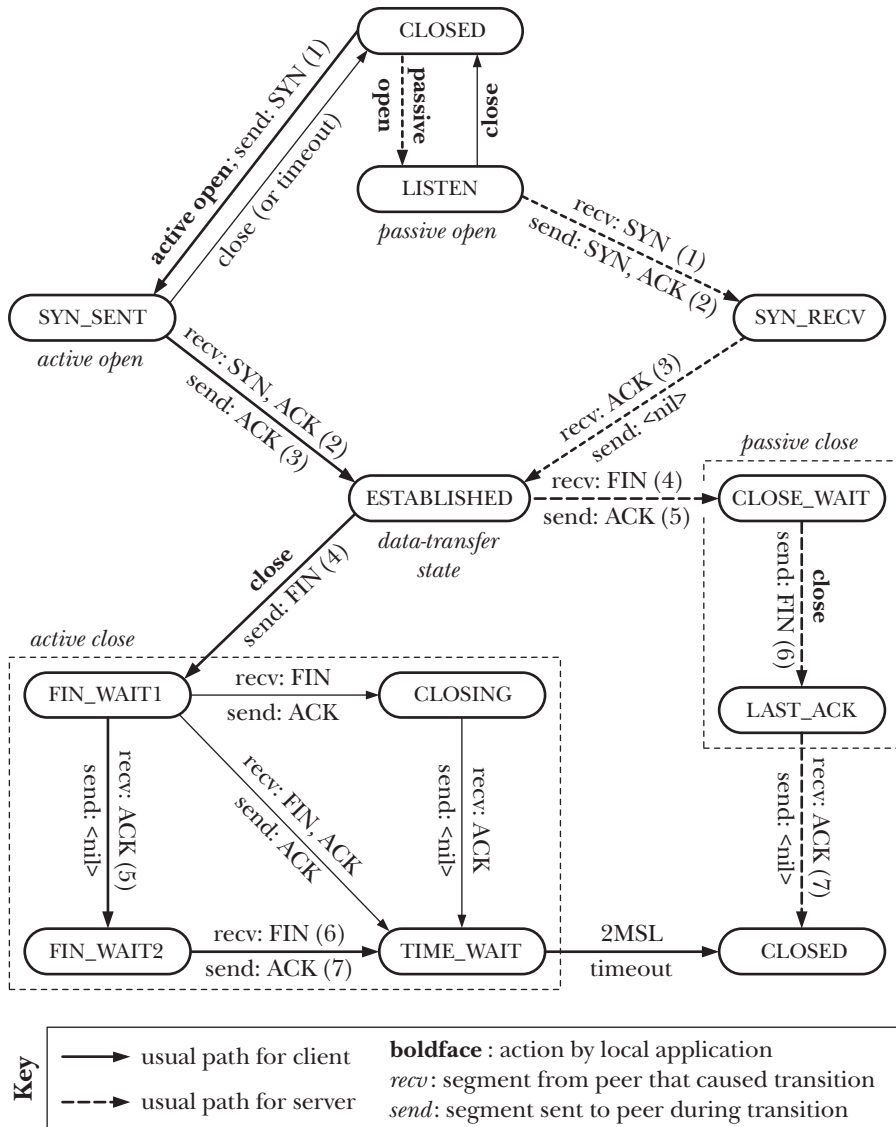 CLOSED
active open; send: SYN (1)
close (or timeout)
passive
open
close
LISTEN
passive open
recv: SYN (1)
send: SYN, ACK (2)
SYN_SENT
active open
SYN_RECV
recv: SYN, ACK (2)
send: ACK (3)
recv: ACK (3)
send: <nil>
passive close
ESTABLISHED
data-transfer
state
recv: FIN (4)
send: ACK (5)
CLOSE_WAIT
close
send: FIN (4)
close
send: FIN (6)
active close
FIN_WAIT1
recv: FIN
send: ACK
CLOSING
LAST_ACK
recv: ACK (5)
send: <nil>
recv: FIN, ACK
send: ACK
recv: ACK
send: <nil>
recv: ACK (7)
send: <nil>
FIN_WAIT2
recv: FIN (6)
send: ACK (7)
TIME_WAIT
2MSL
timeout
CLOSED
Key
usual path for client
usual path for server
boldface : action by local application
recv: segment from peer that caused transition
send: segment sent to peer during transition